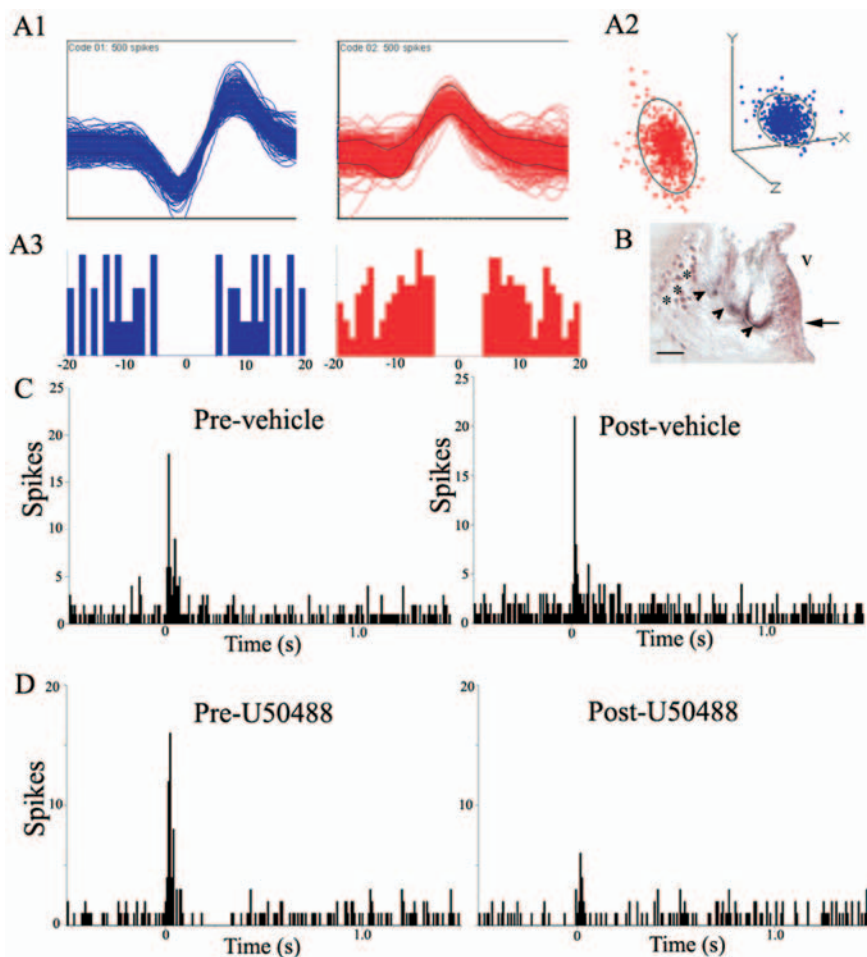 A1
Code 01: 500 spikes
Code 02: 500 spikes
A2
Y
X
Z
A3
-20 -10 0 10 20
-20 -10 0 10 20
B
v
* * *
C
Pre-vehicle
25
20
15
10
5
0
Spikes
0 1.0
Time (s)
Post-vehicle
25
20
15
10
5
0
0 1.0
Time (s)
D
Pre-U50488
20
10
0
Spikes
0 1.0
Time (s)
Post-U50488
20
10
0
0 1.0
Time (s)